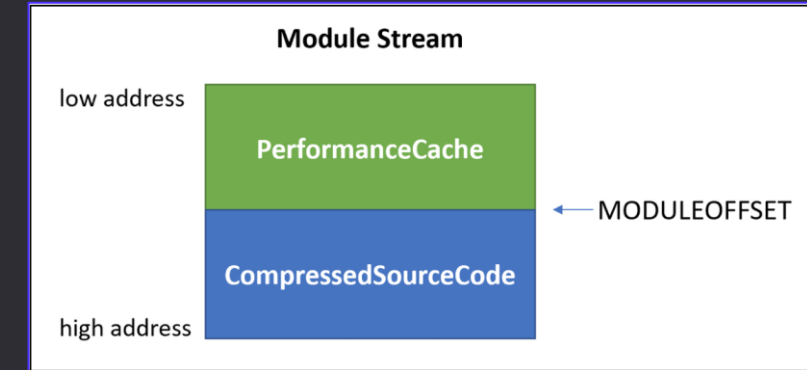 Module Stream
low address
PerformanceCache
MODULEOFFSET
CompressedSourceCode
high address